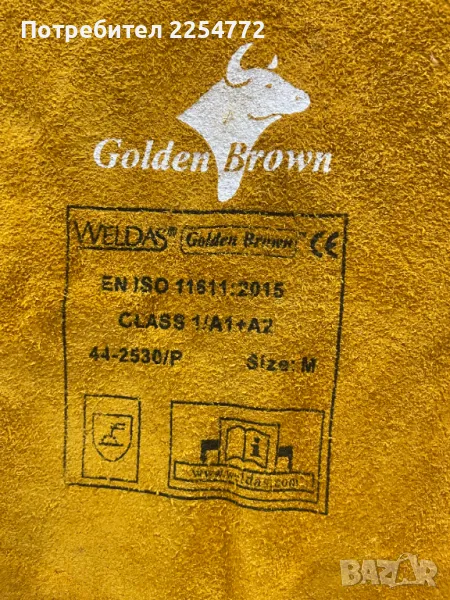 Потребител 2254772
Golden Brown
WELDAS® Golden Brown™ CE
EN ISO 11611:2015
CLASS 1/A1+A2
44-2530/P Size: M
i
www.weldas.com
BAZAR